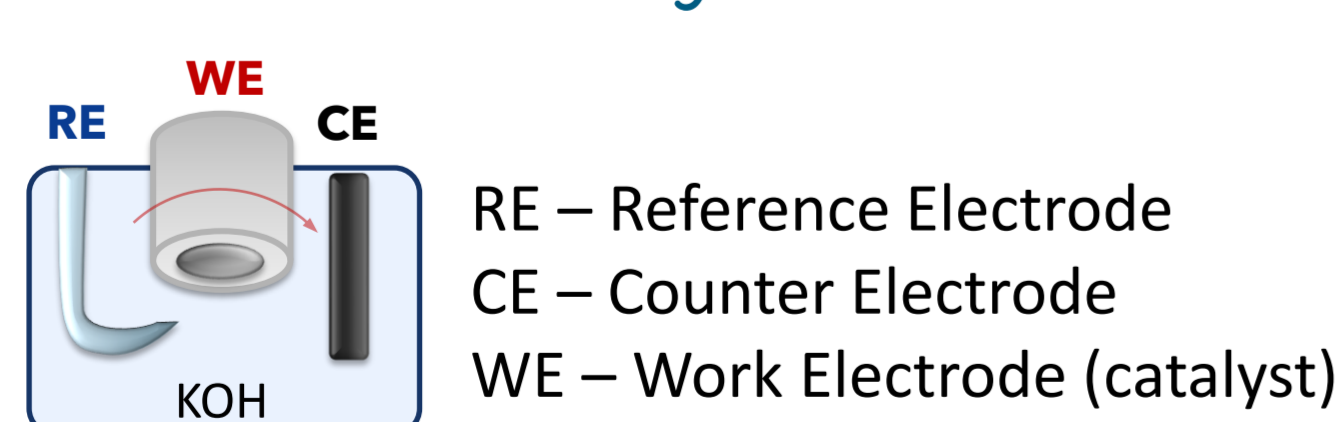 WE
RE
CE
RE – Reference Electrode
CE – Counter Electrode
WE – Work Electrode (catalyst)
KOH